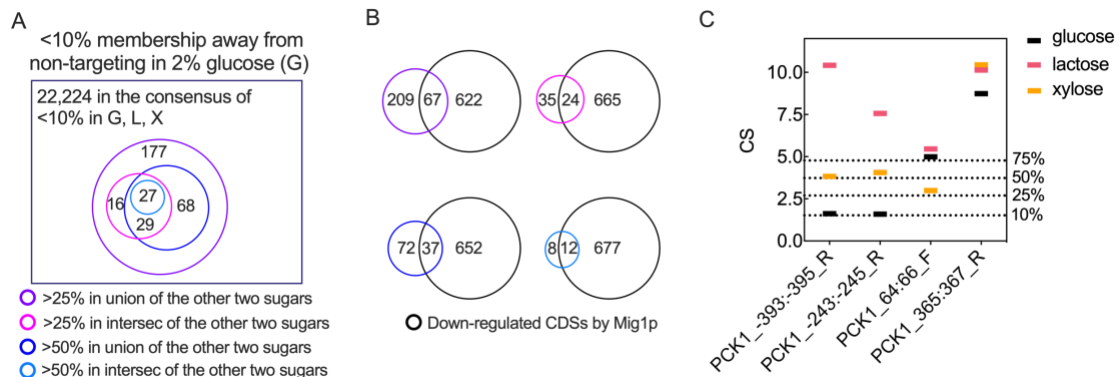 A
<10% membership away from
non-targeting in 2% glucose (G)
22,224 in the consensus of
<10% in G, L, X
177
16
27
68
29
>25% in union of the other two sugars
>25% in intersec of the other two sugars
>50% in union of the other two sugars
>50% in intersec of the other two sugars
B
209 67 622
35 24 665
72 37 652
8 12 677
Down-regulated CDSs by Mig1p
C
glucose
lactose
xylose
CS
10.0
7.5
5.0
2.5
0.0
75%
50%
25%
10%
PCK1_-393:-395_R
PCK1_-243:-245_R
PCK1_64:66_F
PCK1_365:367_R